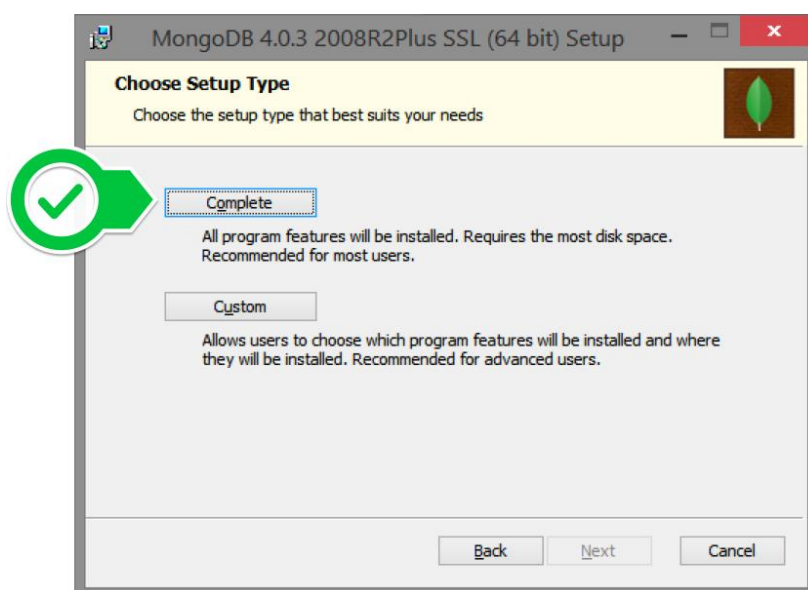 MongoDB 4.0.3 2008R2Plus SSL (64 bit) Setup
Choose Setup Type
Choose the setup type that best suits your needs
Complete
All program features will be installed. Requires the most disk space.
Recommended for most users.
Custom
Allows users to choose which program features will be installed and where
they will be installed. Recommended for advanced users.
Back
Next
Cancel